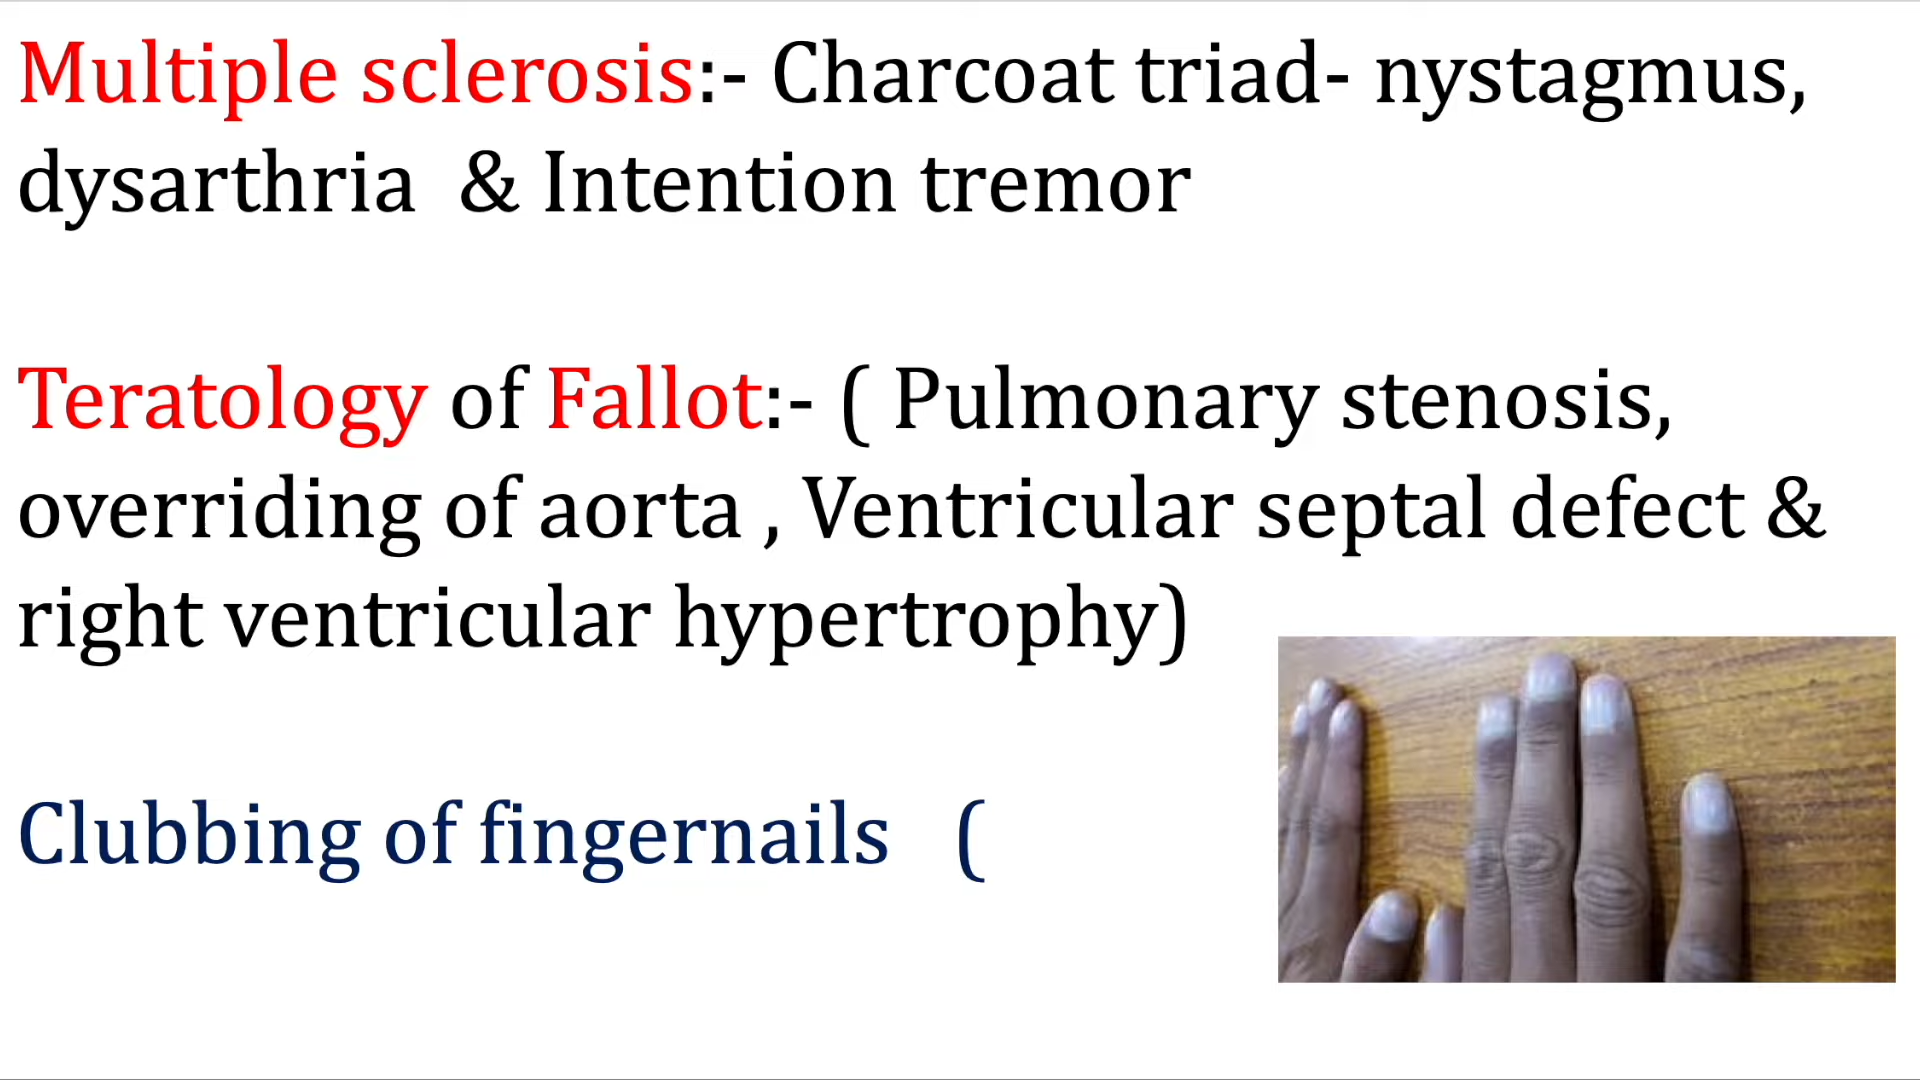 Multiple sclerosis:- Charcoat triad- nystagmus,
dysarthria & Intention tremor
Teratology of Fallot:- ( Pulmonary stenosis,
overriding of aorta , Ventricular septal defect &
right ventricular hypertrophy)
Clubbing of fingernails (